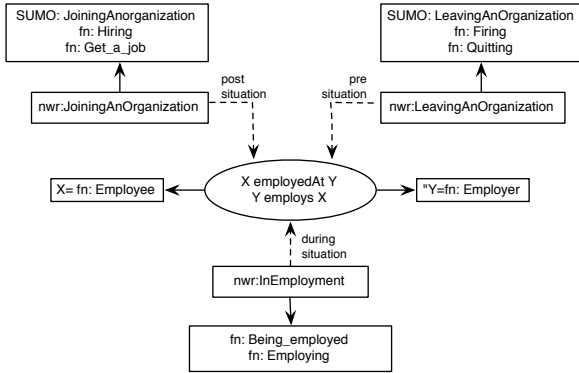 SUMO: JoiningAnorganization
fn: Hiring
fn: Get_a_job
SUMO: LeavingAnOrganization
fn: Firing
fn: Quitting
nwr:JoiningAnOrganization
post
situation
pre
situation
nwr:LeavingAnOrganization
X= fn: Employee
X employedAt Y
Y employs X
"Y=fn: Employer
during
situation
nwr:InEmployment
fn: Being_employed
fn: Employing